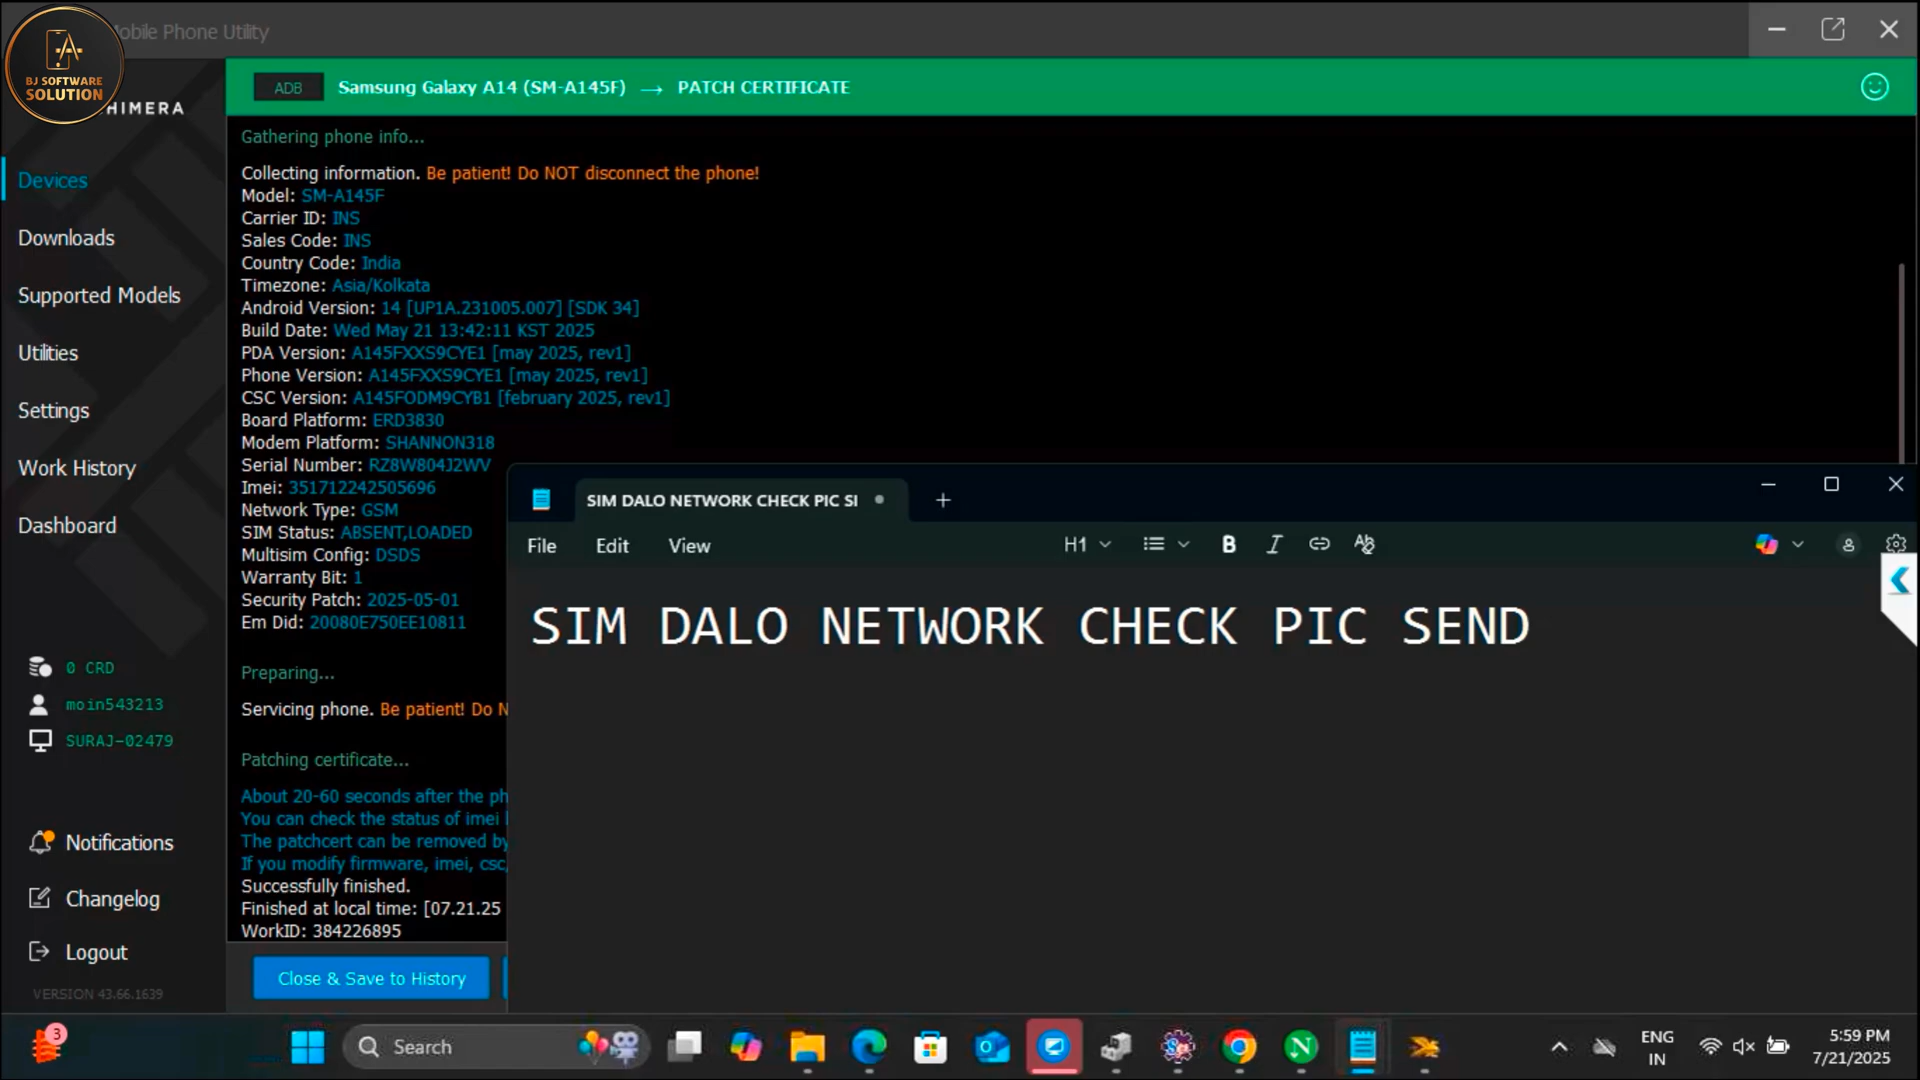 Mobile Phone Utility
BJ SOFTWARE
SOLUTION
HIMERA
ADB
Samsung Galaxy A14 (SM-A145F) → PATCH CERTIFICATE
Devices
Downloads
Supported Models
Utilities
Settings
Work History
Dashboard
0 CRD
moin543213
SURAJ-02479
Notifications
Changelog
Logout
VERSION 43.66.1639
Gathering phone info...
Collecting information. Be patient! Do NOT disconnect the phone!
Model: SM-A145F
Carrier ID: INS
Sales Code: INS
Country Code: India
Timezone: Asia/Kolkata
Android Version: 14 [UP1A.231005.007] [SDK 34]
Build Date: Wed May 21 13:42:11 KST 2025
PDA Version: A145FXXS9CYE1 [may 2025, rev1]
Phone Version: A145FXXS9CYE1 [may 2025, rev1]
CSC Version: A145FODM9CYB1 [february 2025, rev1]
Board Platform: ERD3830
Modem Platform: SHANNON318
Serial Number: RZ8W804J2WV
Imei: 351712242505696
Network Type: GSM
SIM Status: ABSENT,LOADED
Multisim Config: DSDS
Warranty Bit: 1
Security Patch: 2025-05-01
Em Did: 20080E750EE10811
Preparing...
Servicing phone. Be patient! Do N
Patching certificate...
About 20-60 seconds after the ph
You can check the status of imei
The patchcert can be removed by
If you modify firmware, imei, csc,
Successfully finished.
Finished at local time: [07.21.25
WorkID: 384226895
Close & Save to History
SIM DALO NETWORK CHECK PIC SI
File Edit View
H1
SIM DALO NETWORK CHECK PIC SEND
3
Search
ENG
IN
5:59 PM
7/21/2025